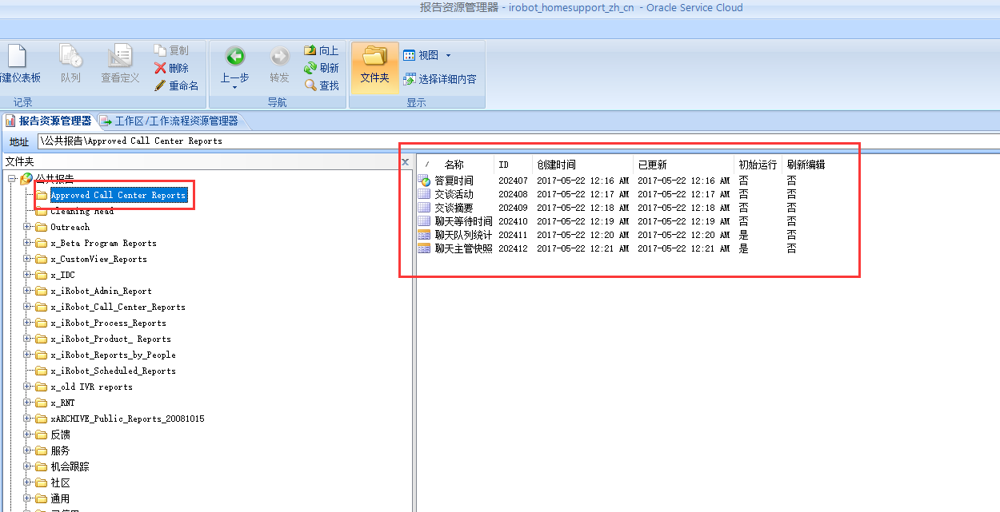 报告资源管理器 - irobot_homesupport_zh_cn - Oracle Service Cloud
建仪表板
队列
查看定义
复制
删除
重命名
记录
上一步
转发
向上
刷新
查找
导航
文件夹
视图
选择详细内容
显示
报告资源管理器 工作区/工作流程资源管理器
地址 \公共报告\Approved Call Center Reports
文件夹
公共报告
Approved Call Center Reports
Cleaning Head
Outreach
x_Beta Program Reports
x_CustomView_Reports
x_IDC
x_iRobot_Admin_Report
x_iRobot_Call_Center_Reports
x_iRobot_Process_Reports
x_iRobot_Product_ Reports
x_iRobot_Reports_by_People
x_iRobot_Scheduled_Reports
x_old IVR reports
x_RNT
xARCHIVE_Public_Reports_20081015
反馈
服务
机会跟踪
社区
通用
/ 名称 ID 创建时间 已更新 初始运行 刷新编辑
答复时间 202407 2017-05-22 12:16 AM 2017-05-22 12:16 AM 否 否
交谈活动 202408 2017-05-22 12:17 AM 2017-05-22 12:17 AM 否 否
交谈摘要 202409 2017-05-22 12:18 AM 2017-05-22 12:18 AM 否 否
聊天等待时间 202410 2017-05-22 12:19 AM 2017-05-22 12:19 AM 否 否
聊天队列统计 202411 2017-05-22 12:20 AM 2017-05-22 12:20 AM 是 否
聊天主管快照 202412 2017-05-22 12:21 AM 2017-05-22 12:21 AM 是 否